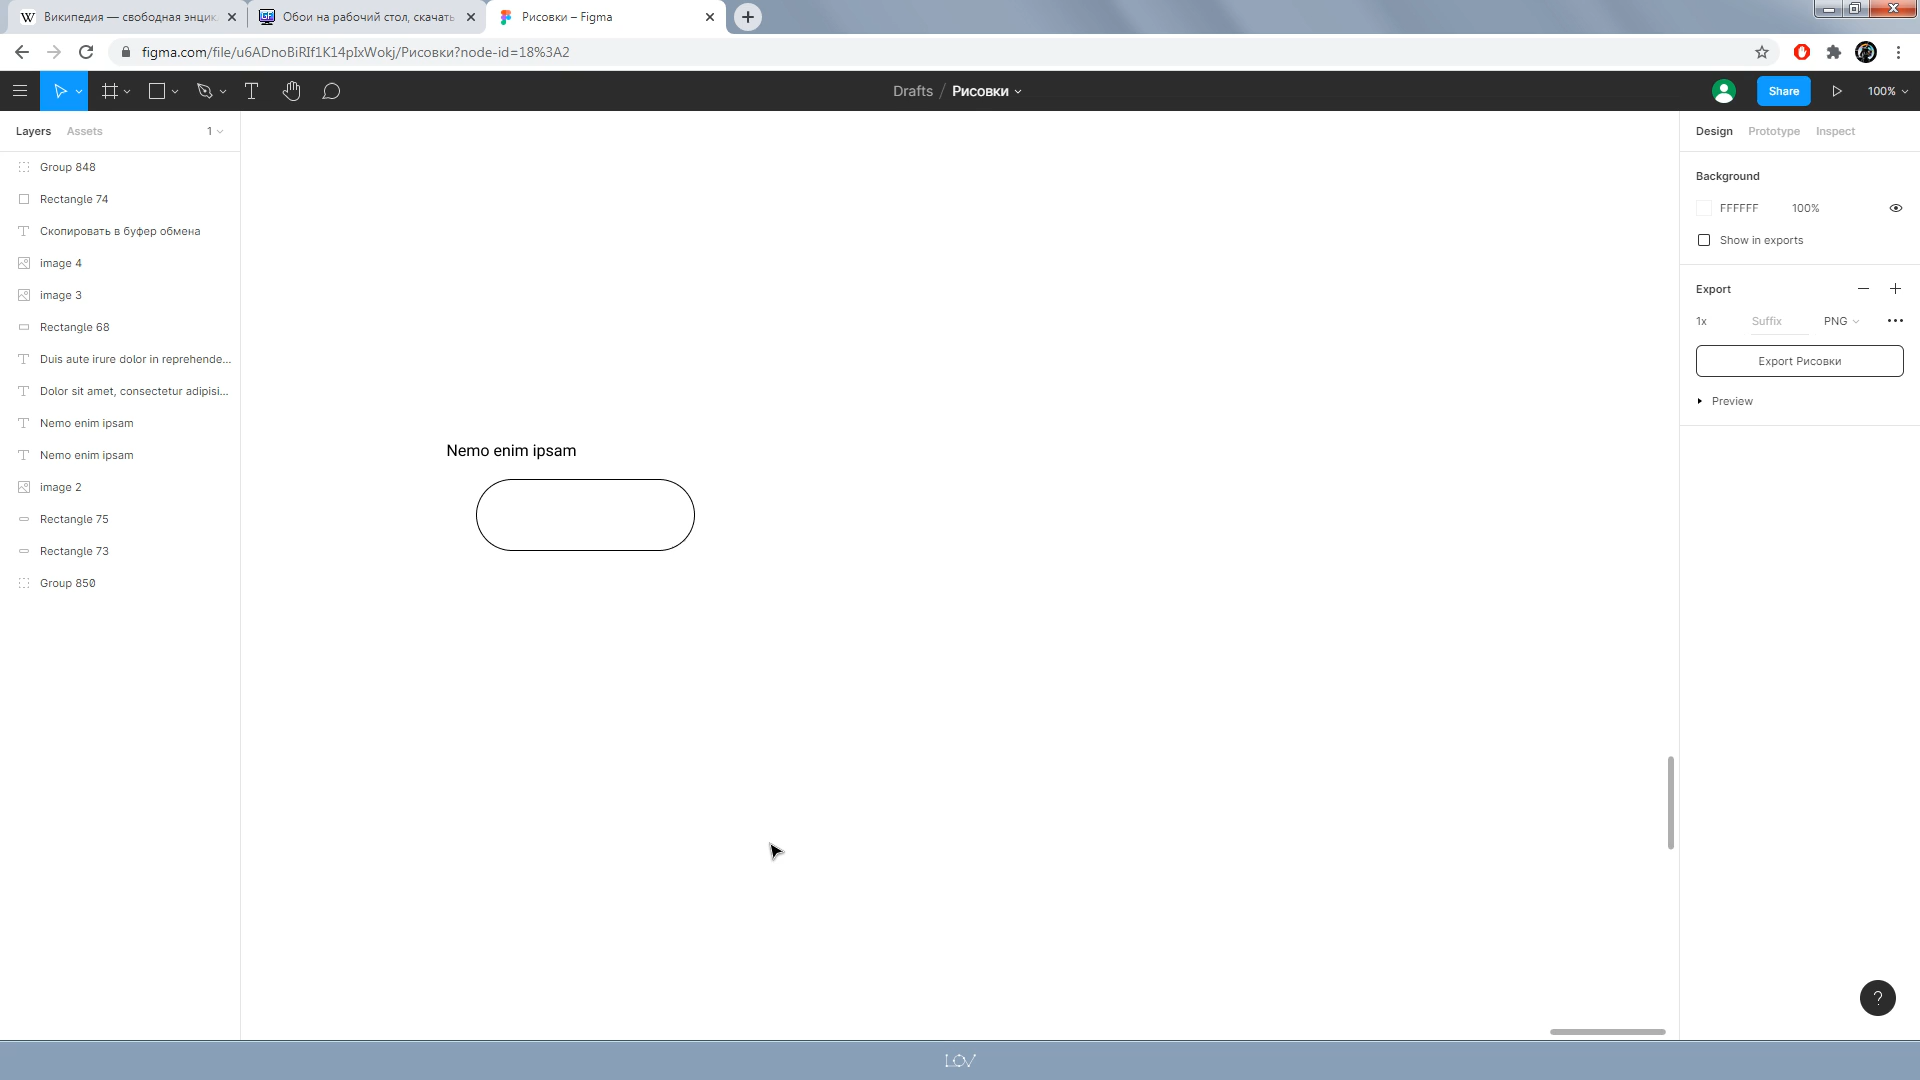 Википедия — свободная энцик
Обои на рабочий стол, скачать
Рисовки – Figma
figma.com/file/u6ADnoBiRIf1K14pIxWokj/Рисовки?node-id=18%3A2
Drafts / Рисовки
Share
100%
Layers Assets 1
Group 848
Rectangle 74
Скопировать в буфер обмена
image 4
image 3
Rectangle 68
Duis aute irure dolor in reprehende...
Dolor sit amet, consectetur adipisi...
Nemo enim ipsam
Nemo enim ipsam
image 2
Rectangle 75
Rectangle 73
Group 850
Nemo enim ipsam
Design Prototype Inspect
Background
FFFFFF 100%
Show in exports
Export
1x Suffix PNG
Export Рисовки
Preview
?
LOV